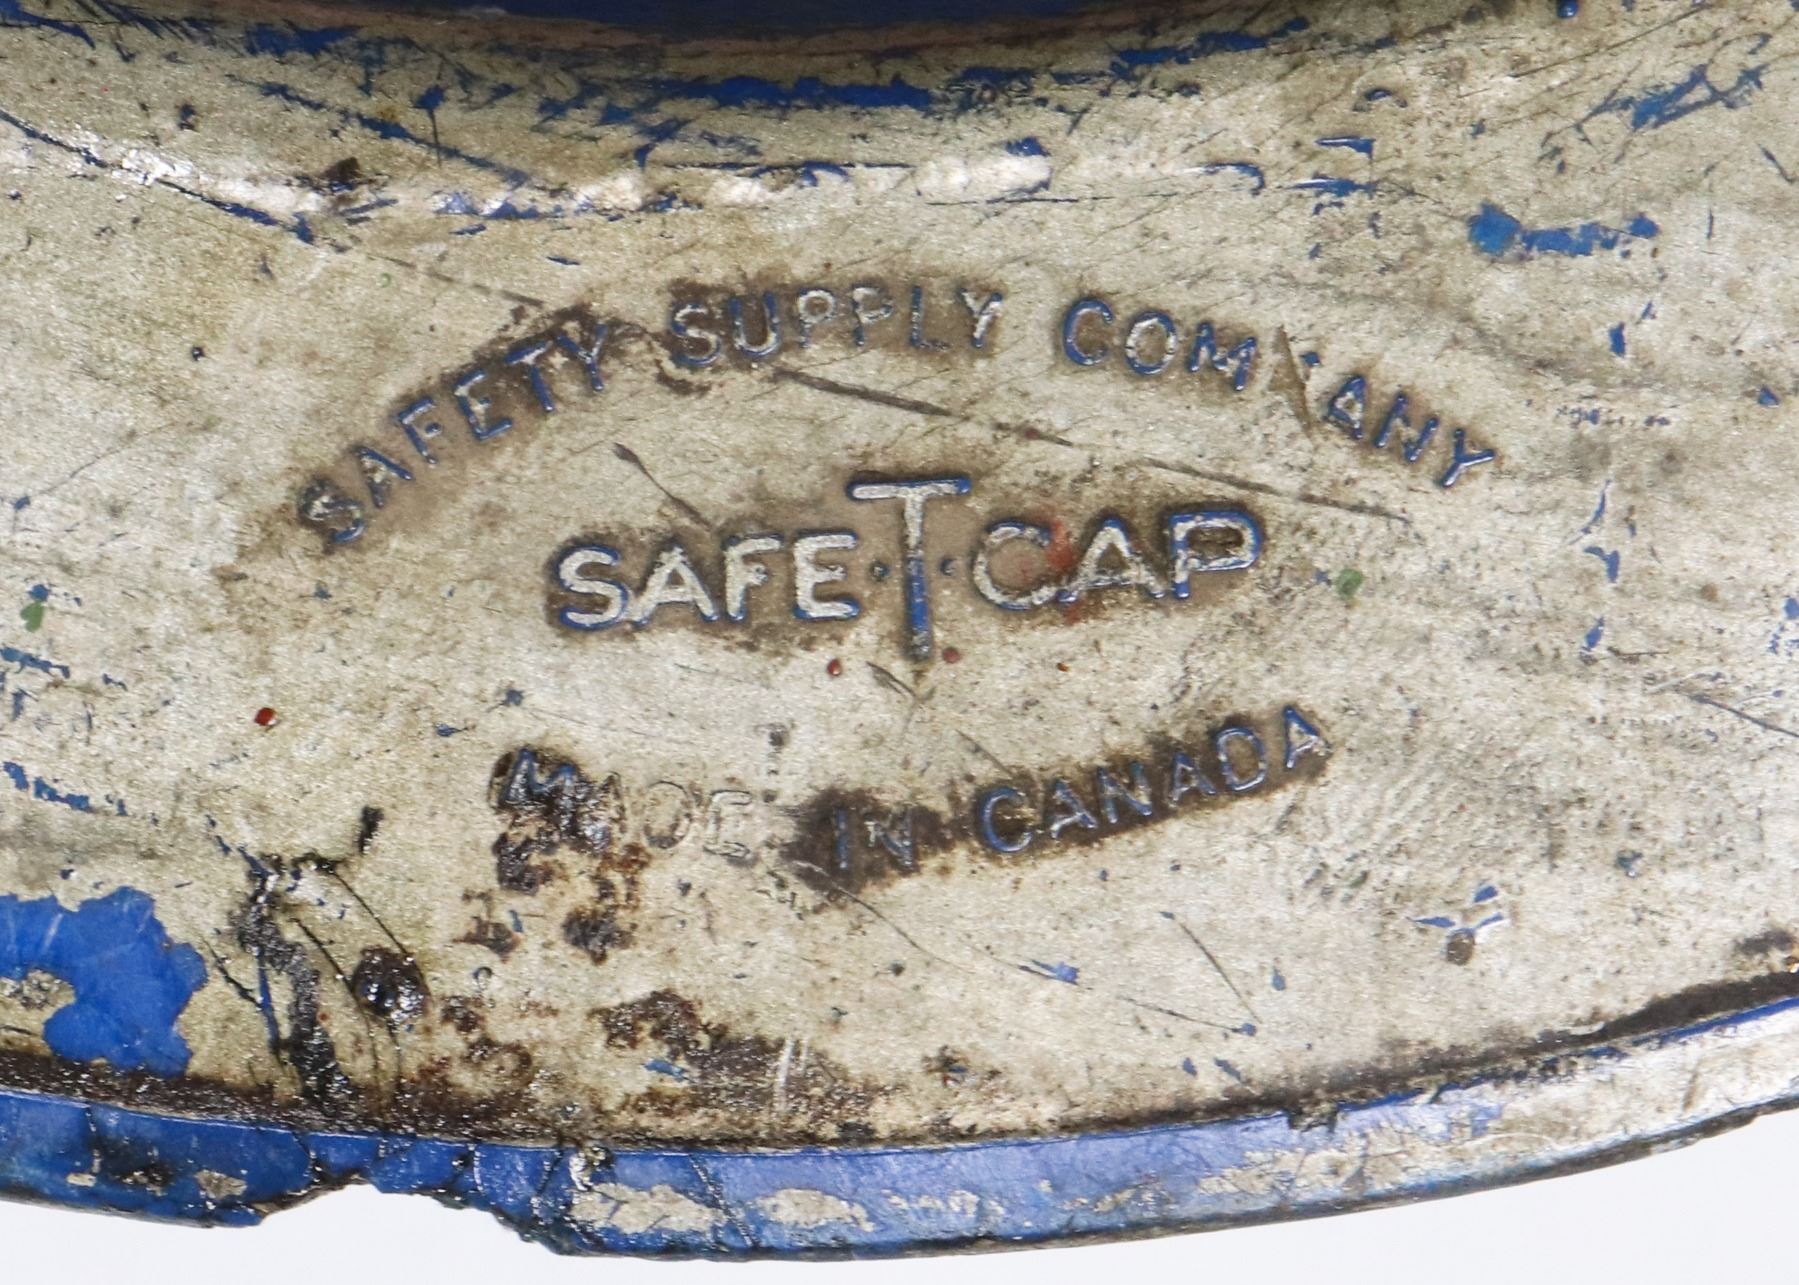 SAFETY SUPPLY COMPANY
SAFE·T·CAP
MADE IN CANADA